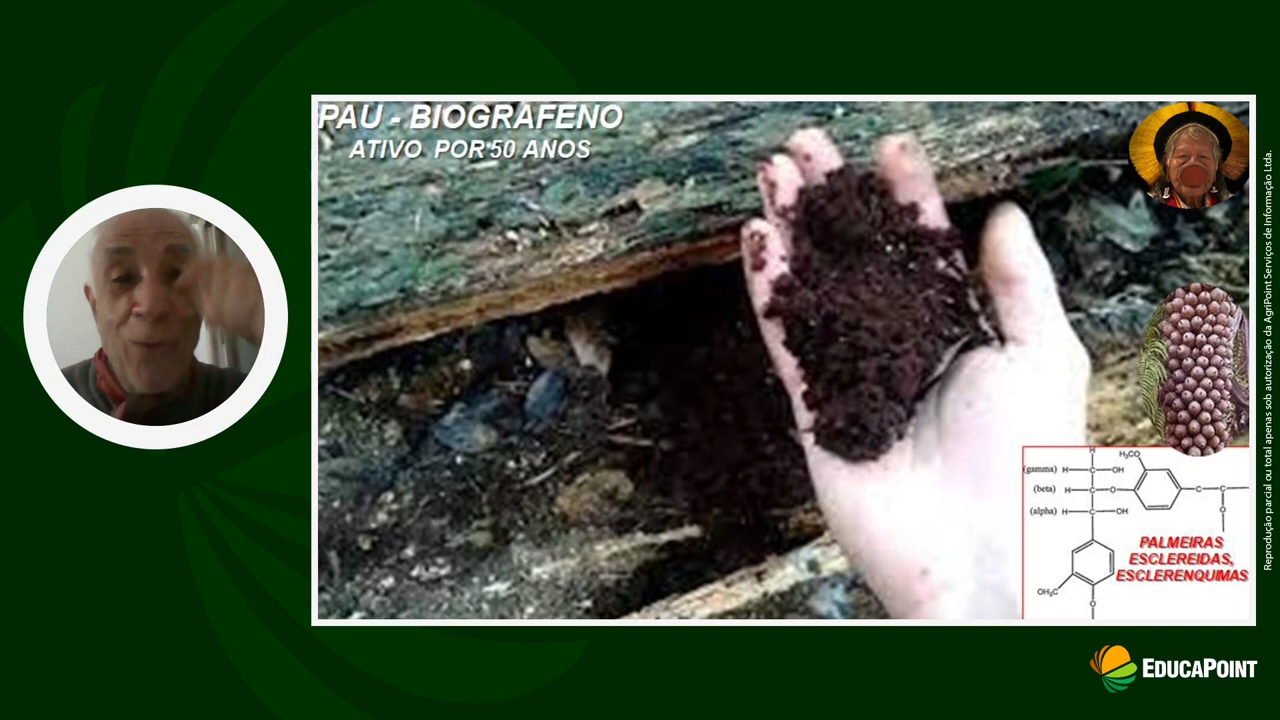 PAU - BIOGRAFENO
ATIVO POR 50 ANOS
H
(gamma) H OH
H₃CO
(beta) H O
(alpha) H OH
C
C
O
OH₃C
O
PALMEIRAS
ESCLEREIDAS,
ESCLERENQUIMAS
Reprodução parcial ou total apenas sob autorização da AgriPoint Serviços de Informação Ltda.
EDUCAPOINT